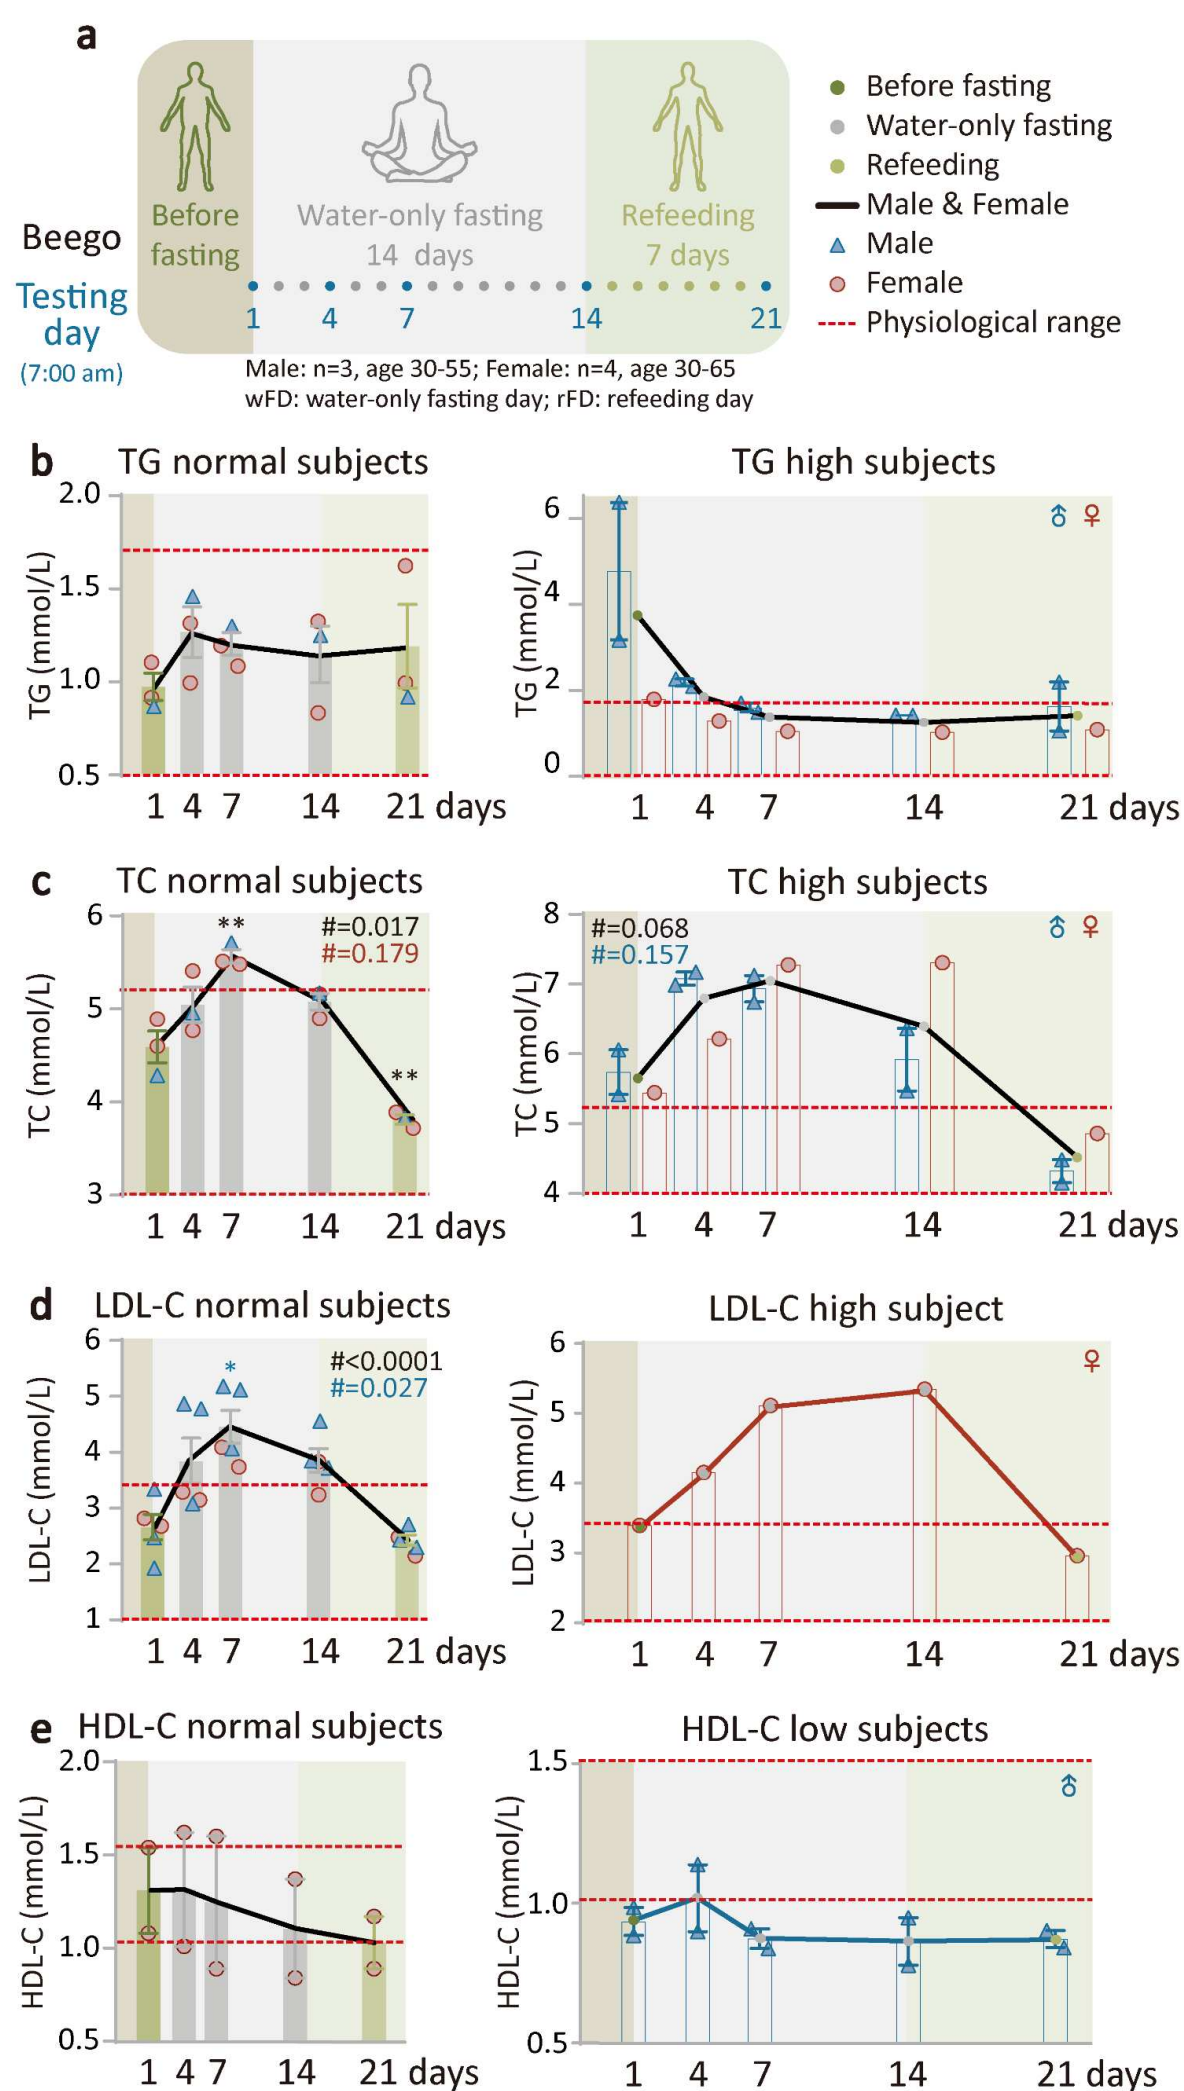 a
Before fasting
Water-only fasting
Refeeding
Male & Female
Male
Female
Physiological range
Beego
Testing
day
(7:00 am)
Before
fasting
Water-only fasting
14 days
Refeeding
7 days
1 4 7 14 21
Male: n=3, age 30-55; Female: n=4, age 30-65
wFD: water-only fasting day; rFD: refeeding day
b
TG normal subjects
TG (mmol/L)
2.0
1.5
1.0
0.5
1 4 7 14 21 days
TG high subjects
♂ ♀
TG (mmol/L)
6
4
2
0
1 4 7 14 21 days
c
TC normal subjects
TC (mmol/L)
6
5
4
3
**
#=0.017
#=0.179
**
1 4 7 14 21 days
TC high subjects
TC (mmol/L)
8
7
6
5
4
#=0.068
#=0.157
♂ ♀
1 4 7 14 21 days
d
LDL-C normal subjects
LDL-C (mmol/L)
6
5
4
3
2
1
*
#<0.0001
#=0.027
1 4 7 14 21 days
LDL-C high subject
♀
LDL-C (mmol/L)
6
5
4
3
2
1 4 7 14 21 days
e
HDL-C normal subjects
HDL-C (mmol/L)
2.0
1.5
1.0
0.5
1 4 7 14 21 days
HDL-C low subjects
♂
HDL-C (mmol/L)
1.5
1.0
0.5
1 4 7 14 21 days